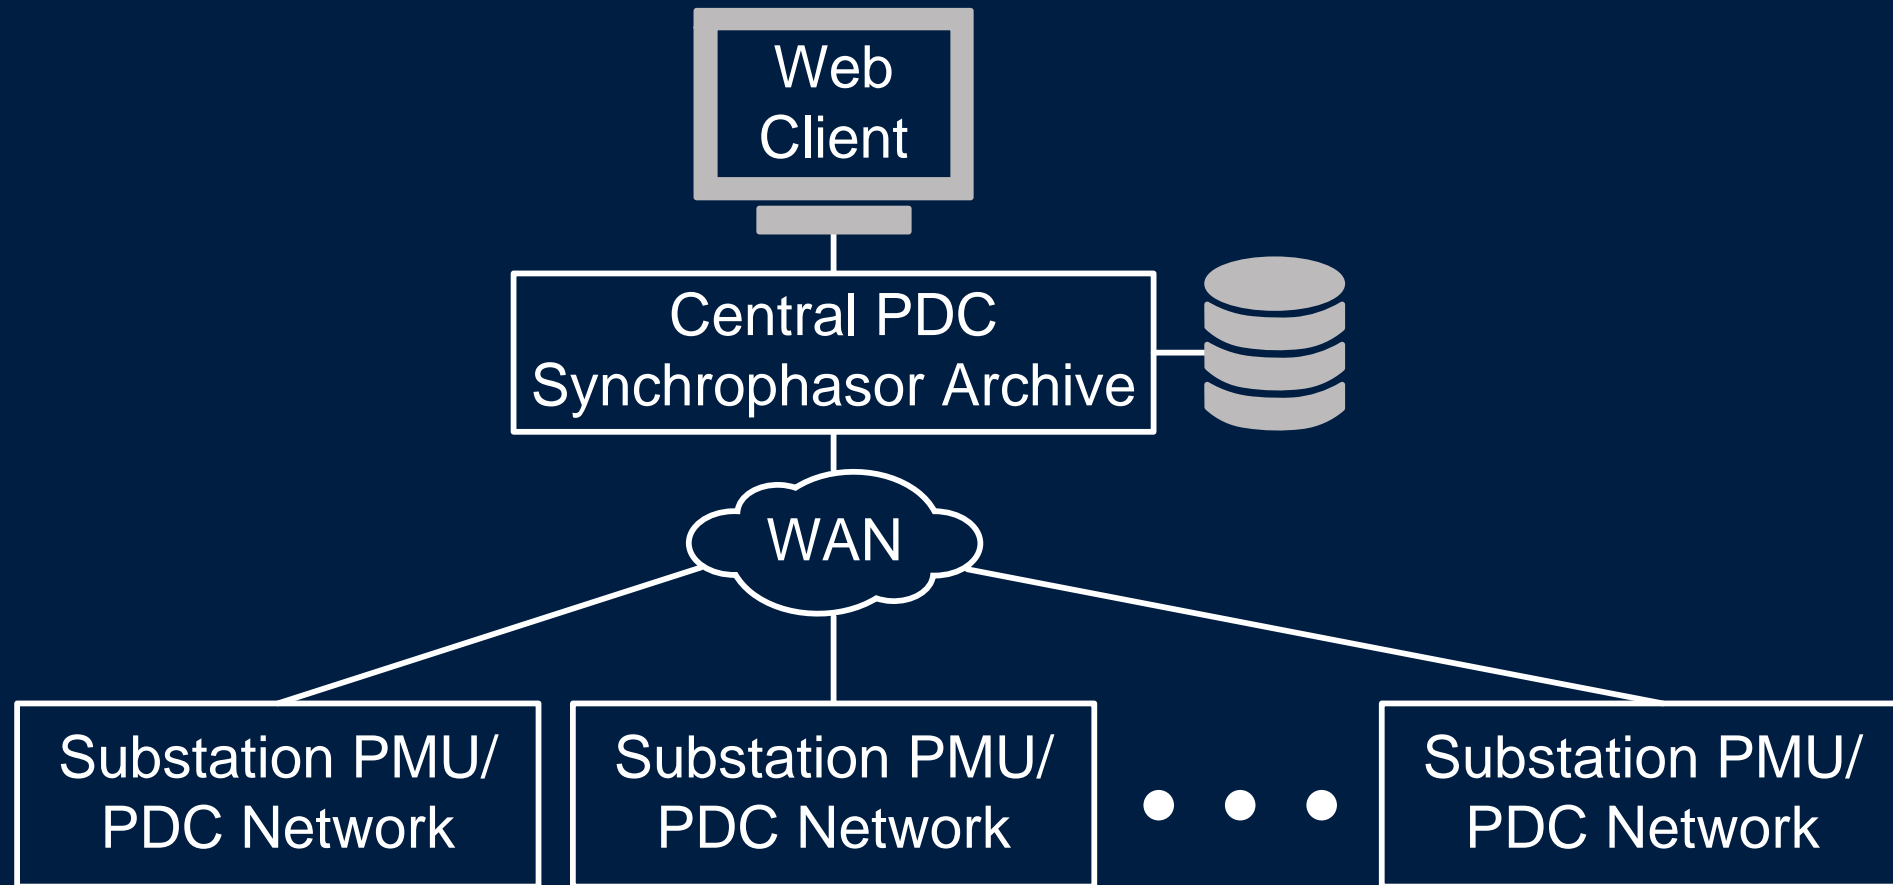 Web
Client
Central PDC
Synchrophasor Archive
WAN
Substation PMU/
PDC Network
Substation PMU/
PDC Network
Substation PMU/
PDC Network